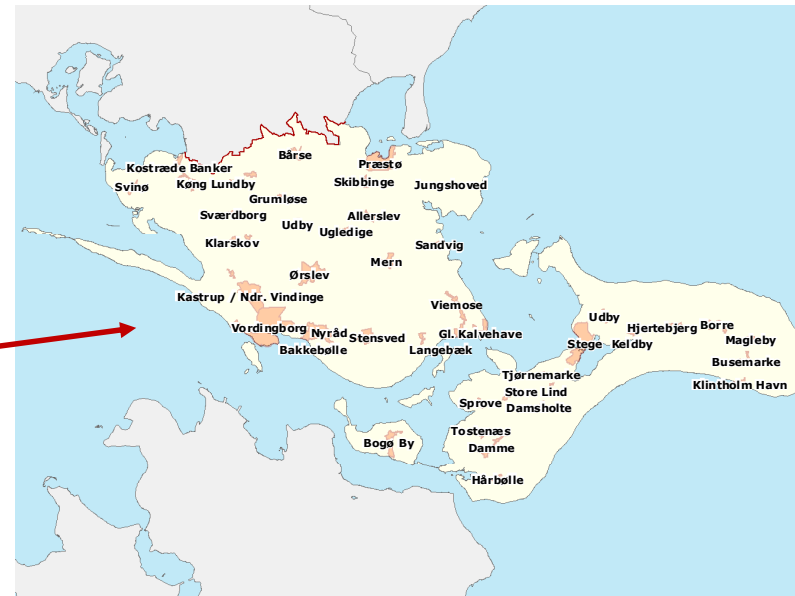 Bårse
Præstø
Kostræde Banker
Svinø
Køng Lundby
Skibbinge
Jungshoved
Grumløse
Sværdborg
Allerslev
Udby
Ugledige
Klarskov
Sandvig
Mern
Ørslev
Kastrup / Ndr. Vindinge
Viemose
Vordingborg
Nyråd
Stensved
Gl. Kalvehave
Bakkebølle
Langebæk
Udby
Hjertebjerg
Borre
Stege
Keldby
Magleby
Busemarke
Tjørnemarke
Klintholm Havn
Store Lind
Sprove
Damsholte
Tostenæs
Bogø By
Damme
Hårbølle